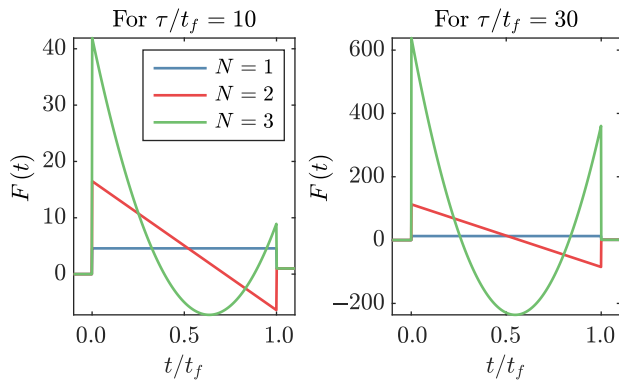 For τ/t_f = 10
F(t)
40
30
20
10
0
0.0
0.5
1.0
t/t_f
N = 1
N = 2
N = 3
For τ/t_f = 30
F(t)
600
400
200
0
−200
0.0
0.5
1.0
t/t_f